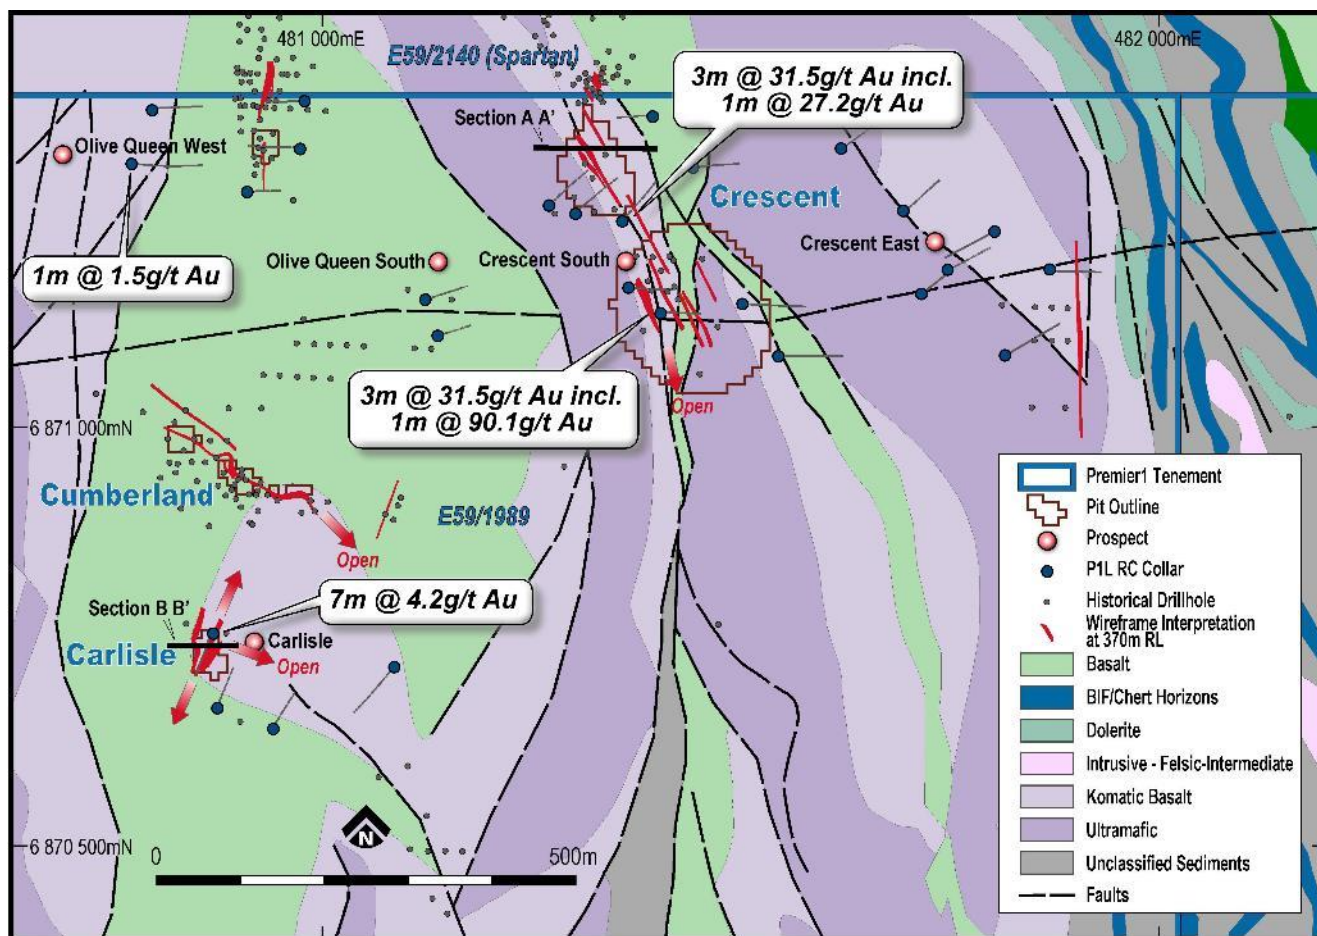 481 000mE
482 000mE
E59/2140 (Spartan)
3m @ 31.5g/t Au incl.
1m @ 27.2g/t Au
Section A A'
Olive Queen West
Crescent
Crescent East
1m @ 1.5g/t Au
Olive Queen South
Crescent South
3m @ 31.5g/t Au incl.
1m @ 90.1g/t Au
Open
6 871 000mN
Cumberland
E59/1989
Open
7m @ 4.2g/t Au
Section B B'
Carlisle
Carlisle
Open
6 870 500mN
N
0
500m
Premier1 Tenement
Pit Outline
Prospect
P1L RC Collar
Historical Drillhole
Wireframe Interpretation
at 370m RL
Basalt
BIF/Chert Horizons
Dolerite
Intrusive - Felsic-Intermediate
Komatic Basalt
Ultramafic
Unclassified Sediments
Faults